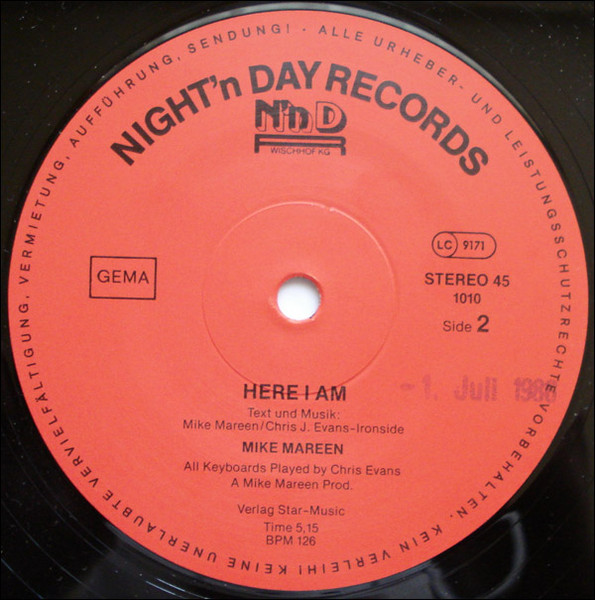 ALLE URHEBER- UND LEISTUNGSSCHUTZRECHTE VORBEHALTEN. KEIN VERLEIH! KEINE UNERLAUBTE VERVIELFÄLTIGUNG, VERMIETUNG, AUFFÜHRUNG, SENDUNG! ·
NIGHT'n DAY RECORDS
N'n D
R
WISCHHOF KG
GEMA
LC 9171
STEREO 45
1010
Side 2
HERE I AM
-1. Juli 1986
Text und Musik:
Mike Mareen/Chris J. Evans-Ironside
MIKE MAREEN
All Keyboards Played by Chris Evans
A Mike Mareen Prod.
Verlag Star-Music
Time 5,15
BPM 126